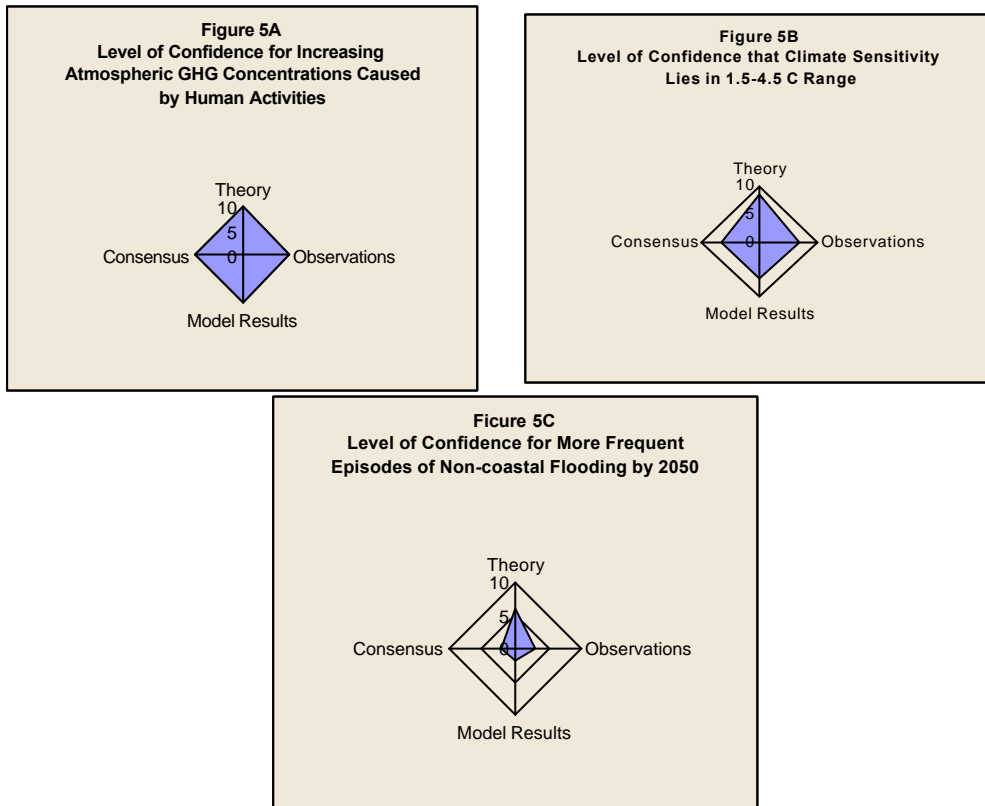 Figure 5A
Level of Confidence for Increasing
Atmospheric GHG Concentrations Caused
by Human Activities
Theory
10
5
Consensus 0 Observations
Model Results
Figure 5B
Level of Confidence that Climate Sensitivity
Lies in 1.5-4.5 C Range
Theory
10
5
Consensus 0 Observations
Model Results
Ficure 5C
Level of Confidence for More Frequent
Episodes of Non-coastal Flooding by 2050
Theory
10
5
Consensus 0 Observations
Model Results